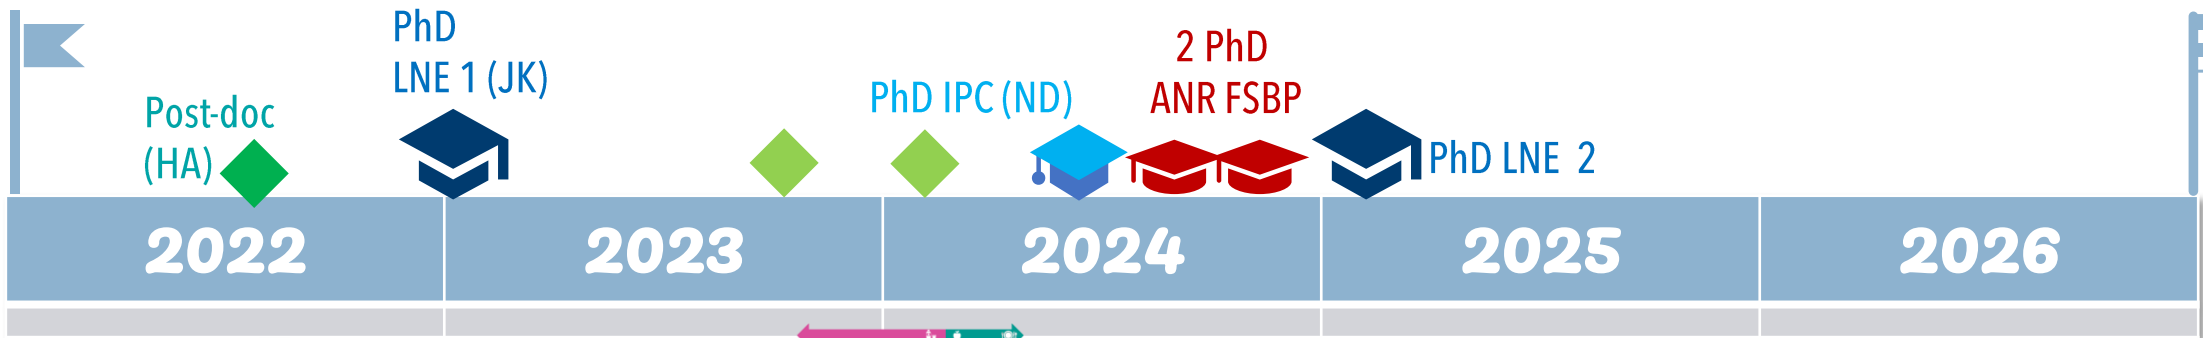 PhD
LNE 1 (JK)
2 PhD
ANR FSBP
PhD IPC (ND)
Post-doc
(HA)
PhD LNE  2
2022
2023
2024
2025
2026